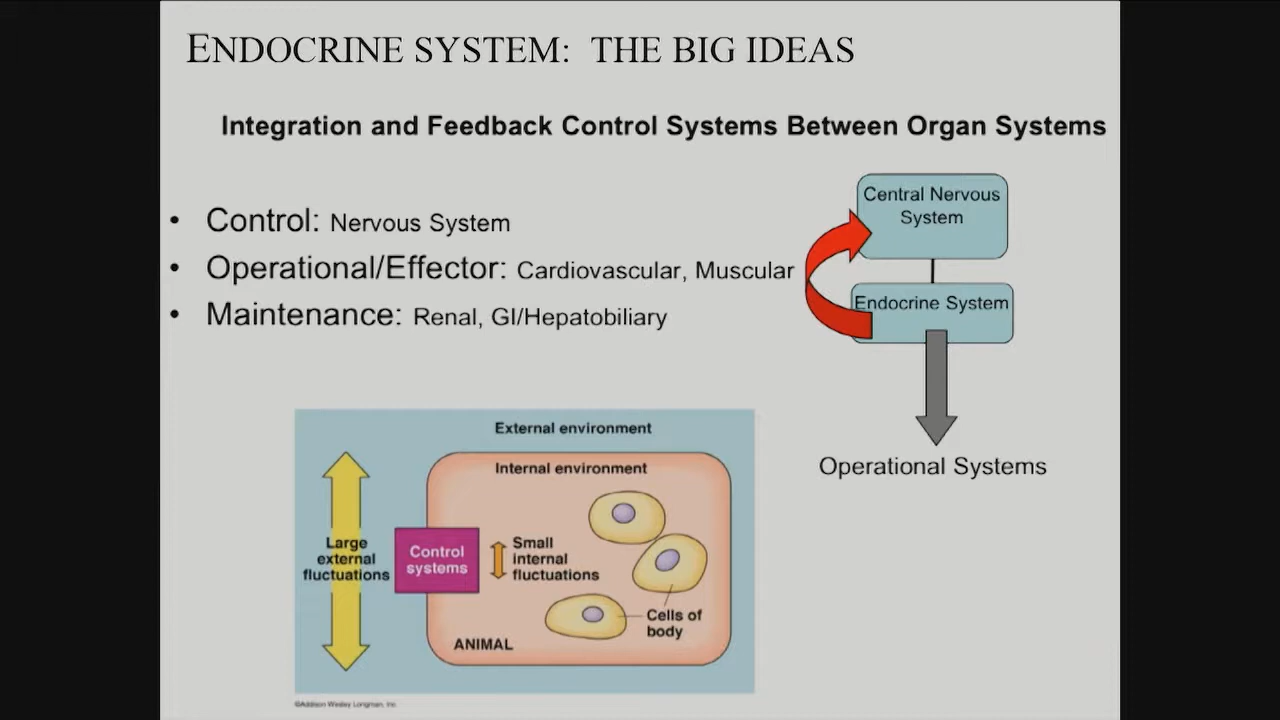 ENDOCRINE SYSTEM: THE BIG IDEAS
Integration and Feedback Control Systems Between Organ Systems
• Control: Nervous System
• Operational/Effector: Cardiovascular, Muscular
• Maintenance: Renal, GI/Hepatobiliary
Central Nervous
System
Endocrine System
Operational Systems
External environment
Internal environment
Large
external
fluctuations
Control
systems
Small
internal
fluctuations
Cells of
body
ANIMAL
©Addison Wesley Longman, Inc.